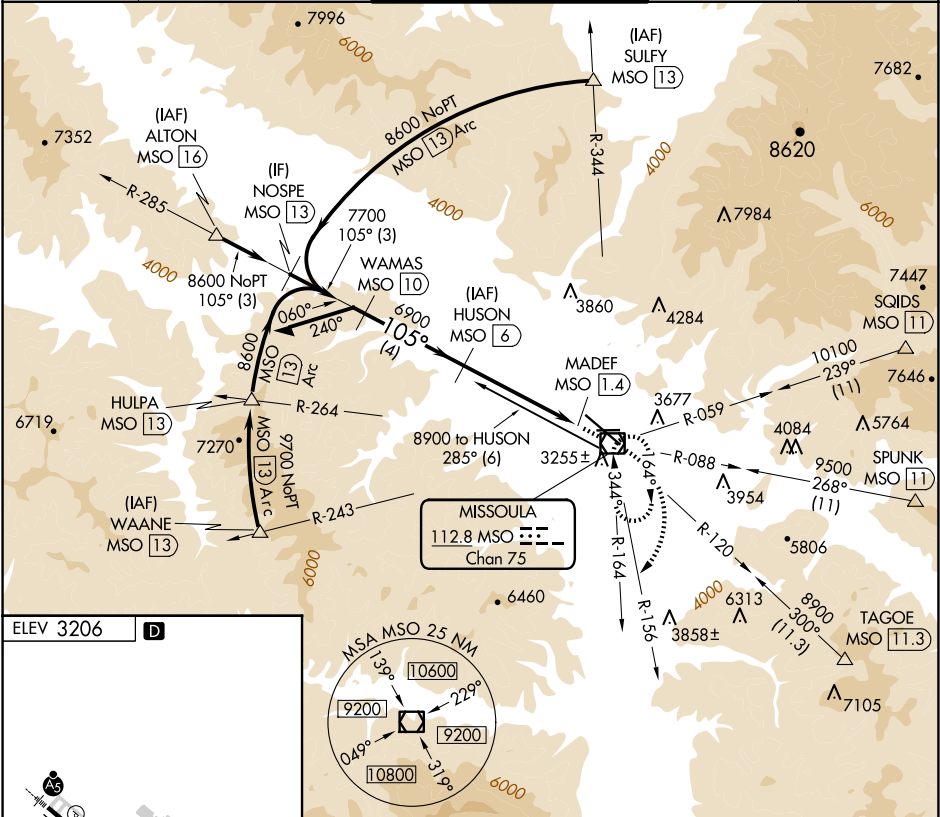 7996
6000
(IAF)
SULFY
MSO 13
7682
(IAF)
ALTON
MSO 16
7352
8600 NoPT
MSO 13 Arc
R-344
4000
8620
(IF)
NOSPE
MSO 13
R-285
4000
7984
6000
7700
105° (3)
4000
8600 NoPT
105° (3)
WAMAS
MSO 10
7447
SQIDS
MSO 11
(IAF)
HUSON
MSO 6
3860
4284
060°
240°
6900
105°
(4)
8600
MSO 13 Arc
10100
239°
(11)
7646
MADEF
MSO 1.4
HULPA
MSO 13
R-264
3677
R-059
6719
7270
MSO 13 Arc
9700 NoPT
8900 to HUSON
285° (6)
3255±
4084
5764
R-088
9500
268°
(11)
SPUNK
MSO 11
164°
344°
3954
(IAF)
WAANE
MSO 13
R-243
MISSOULA
112.8 MSO
Chan 75
R-164
R-156
R-120
5806
6000
6460
4000
6313
3858±
8900
300°
(11.3)
TAGOE
MSO 11.3
7105
ELEV 3206 D
MSA MSO 25 NM
139°
10600
229°
9200
9200
049°
319°
10800
6000
A5
P